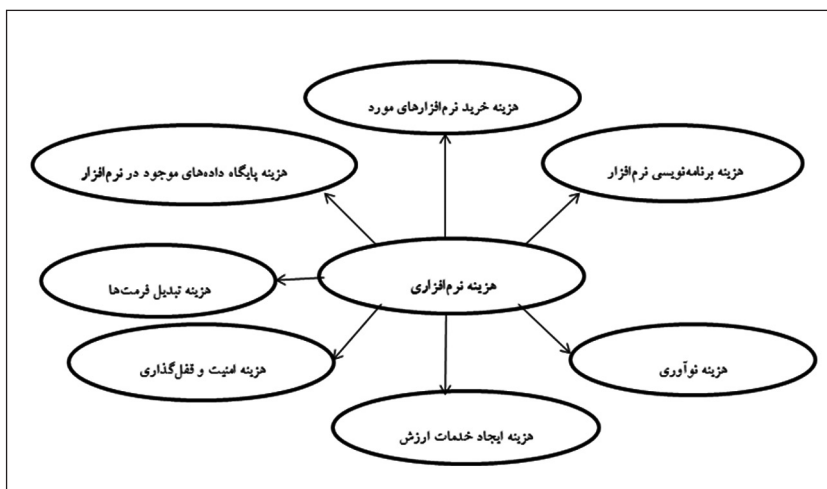 هزینه خرید نرم‌افزارهای مورد
هزینه برنامه‌نویسی نرم‌افزار
هزینه پایگاه داده‌های موجود در نرم‌افزار
هزینه نرم‌افزاری
هزینه تبدیل فرمت‌ها
هزینه نوآوری
هزینه امنیت و قفل‌گذاری
هزینه ایجاد خدمات ارزش